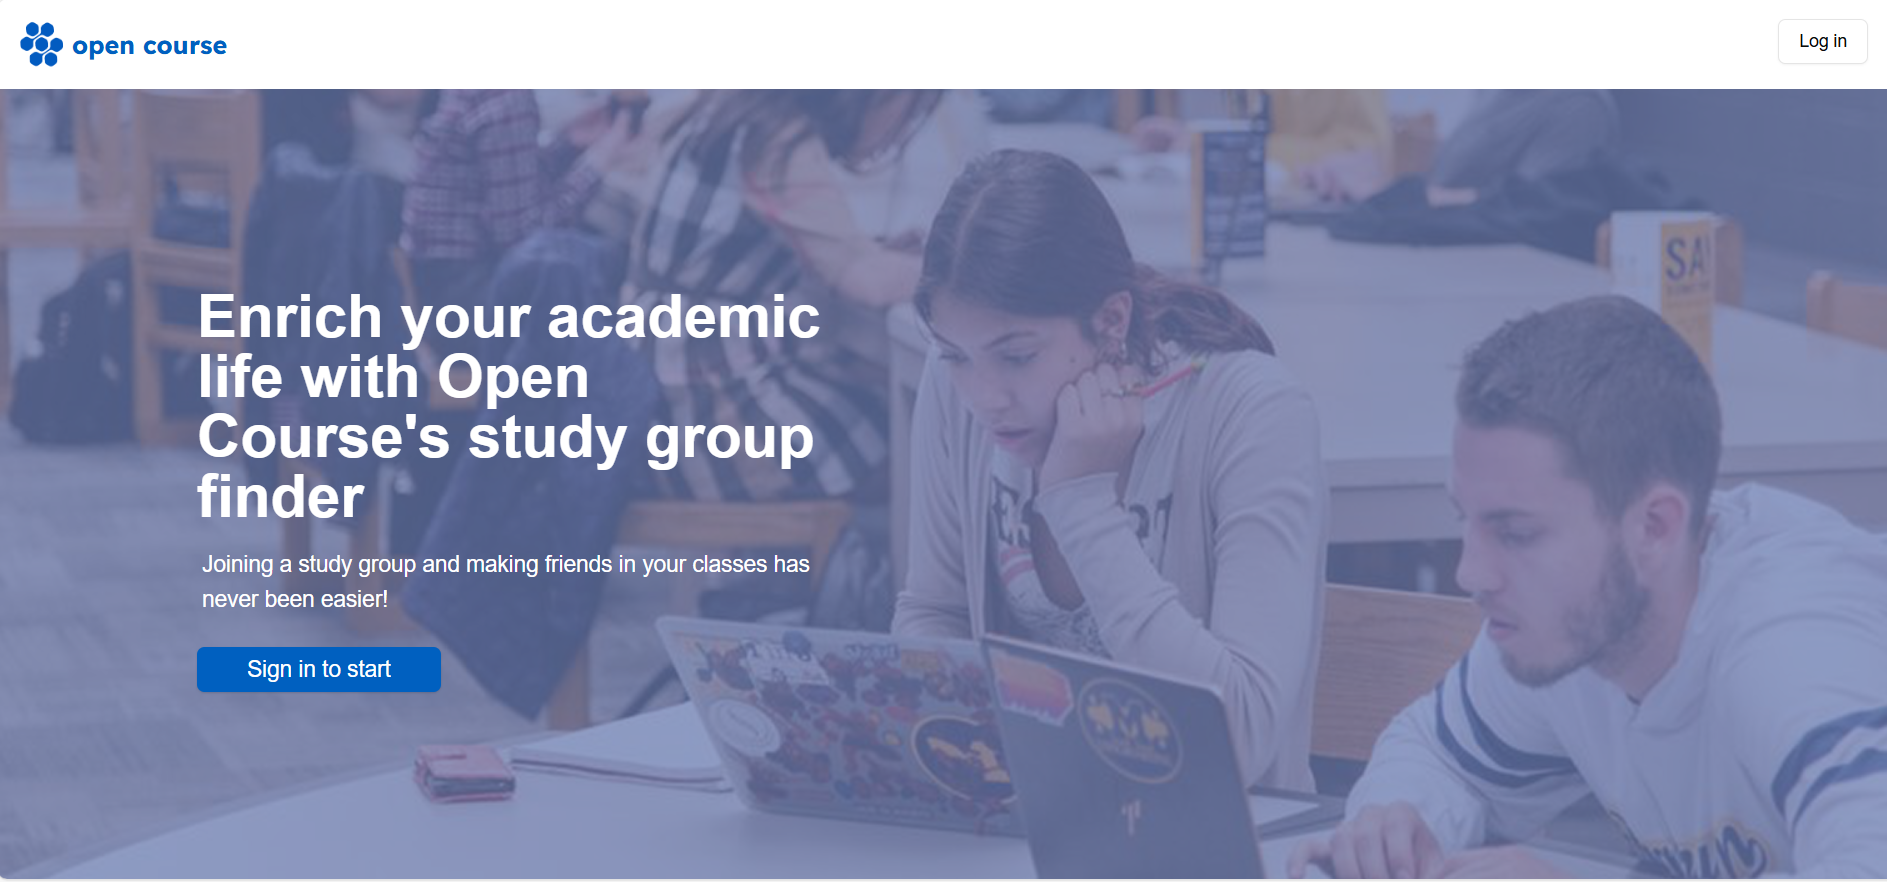 open course
Log in
Enrich your academic
life with Open
Course's study group
finder
Joining a study group and making friends in your classes has
never been easier!
Sign in to start
SA
M